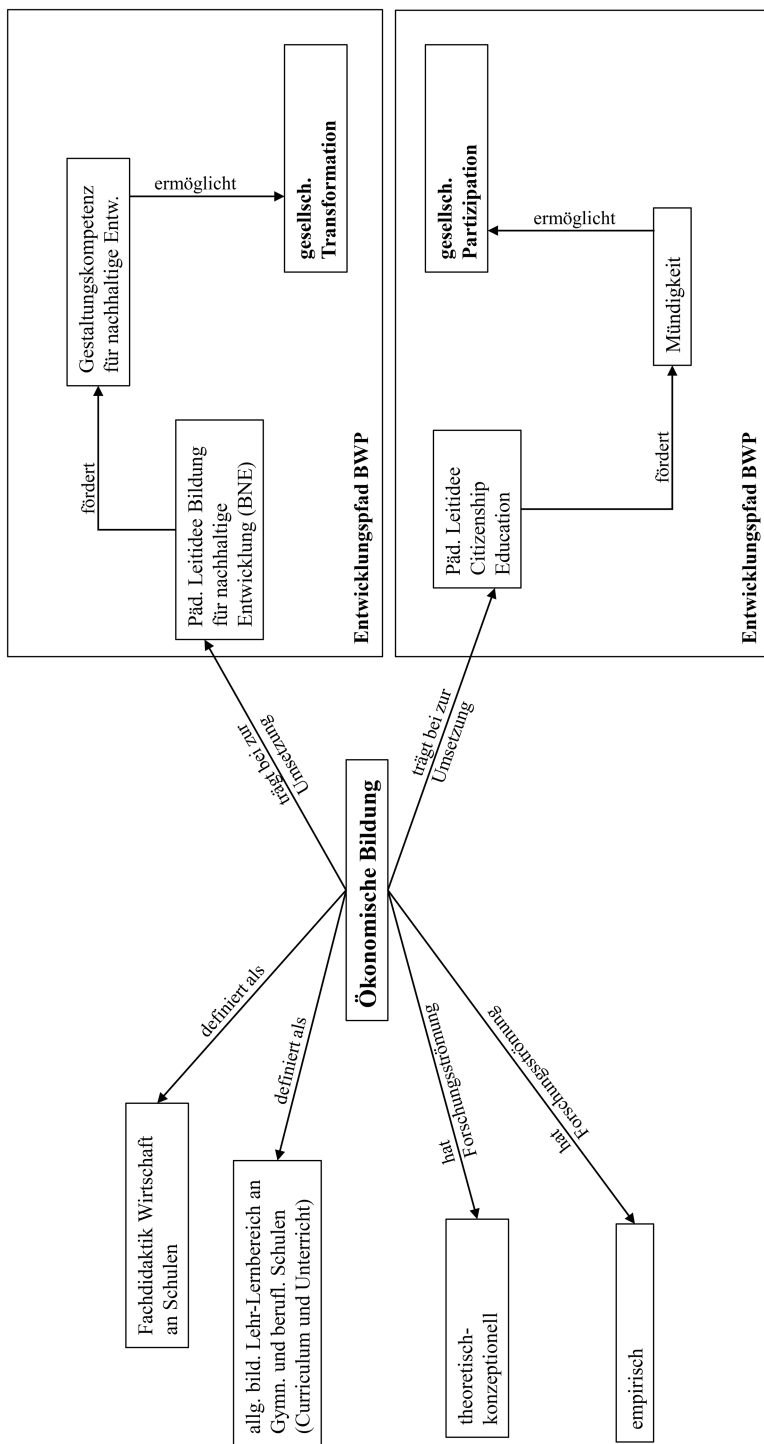 Fachdidaktik Wirtschaft
an Schulen
definiert als
allg. bild. Lehr-Lernbereich an
Gymn. und berufl. Schulen
(Curriculum und Unterricht)
definiert als
theoretisch-
konzeptionell
hat
Forschungsströmung
empirisch
hat
Forschungsströmung
Ökonomische Bildung
trägt bei zur
Umsetzung
Päd. Leitidee Bildung
für nachhaltige
Entwicklung (BNE)
fördert
Gestaltungskompetenz
für nachhaltige Entw.
ermöglicht
gesellsch.
Transformation
Entwicklungspfad BWP
trägt bei zur
Umsetzung
Päd. Leitidee
Citizenship
Education
fördert
Mündigkeit
ermöglicht
gesellsch.
Partizipation
Entwicklungspfad BWP